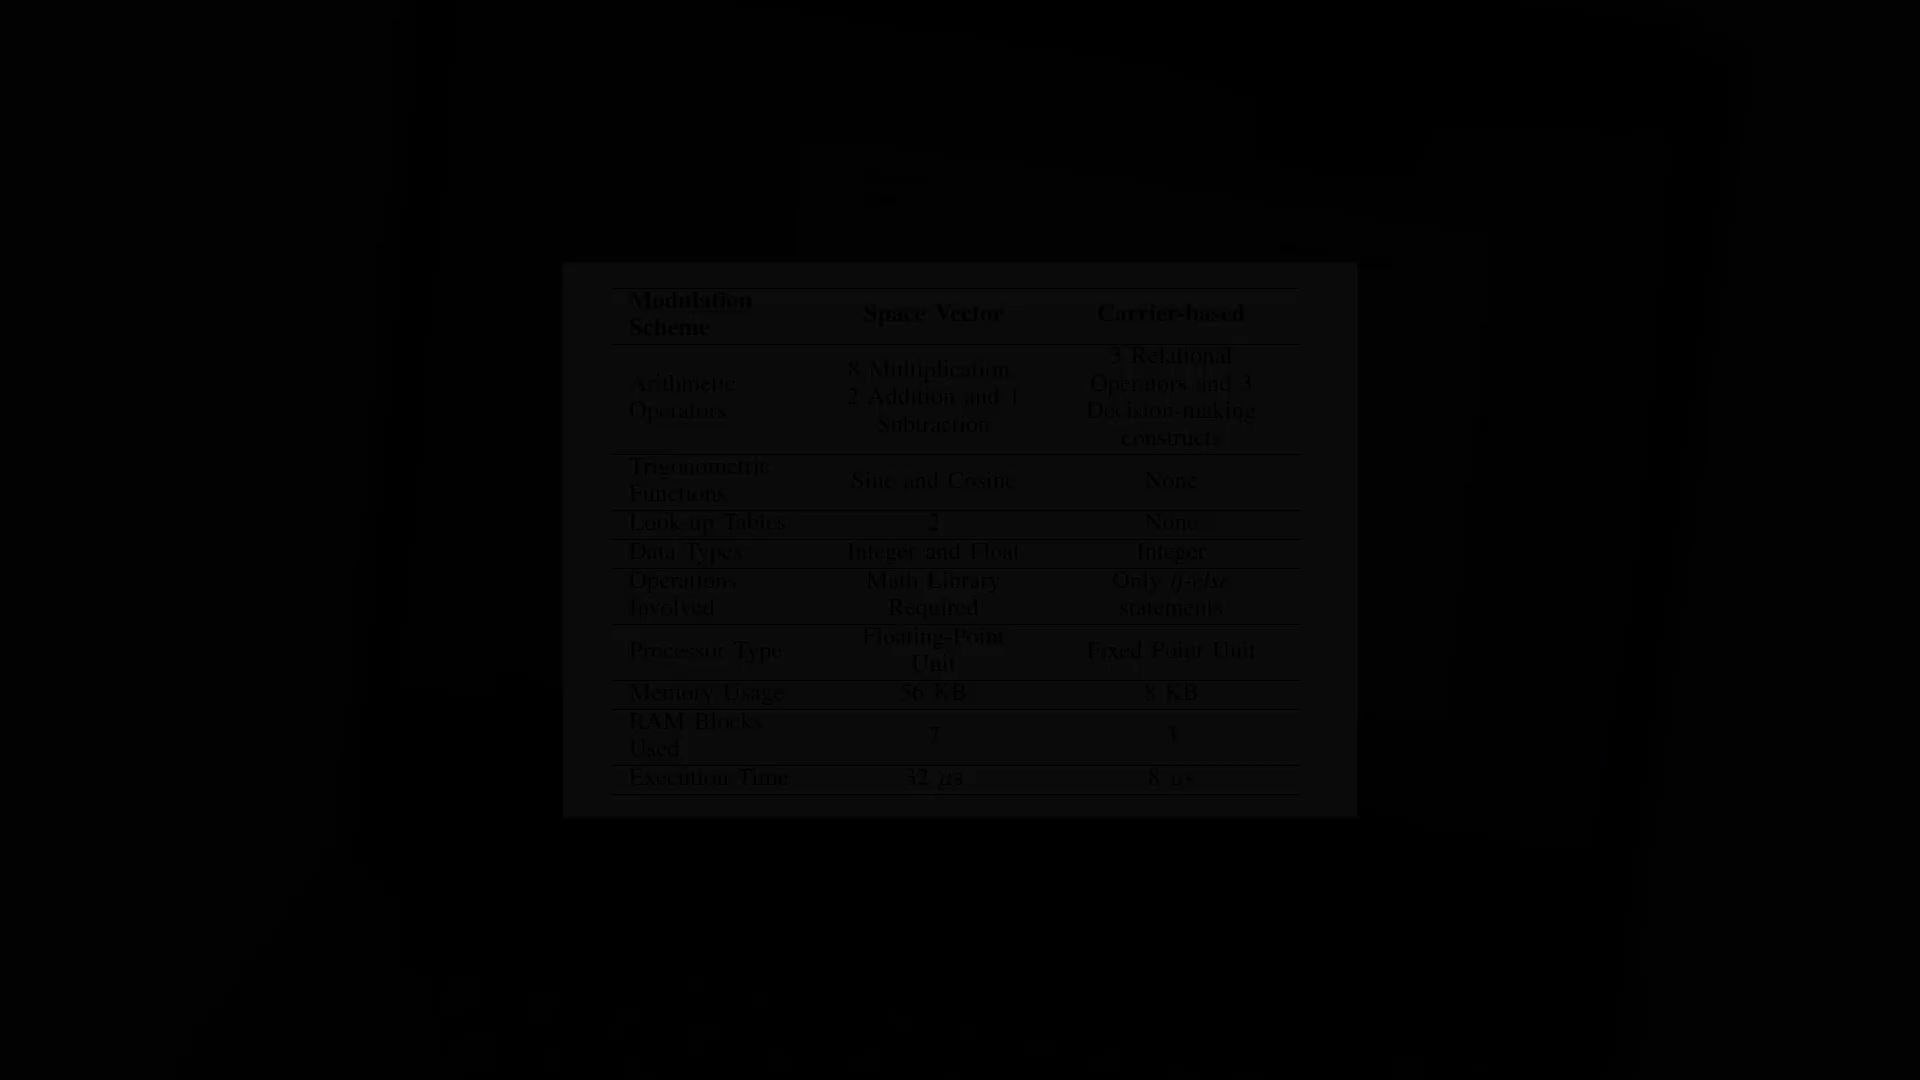 Modulation
Scheme
Space Vector
Carrier-based
Arithmetic
Operators
8 Multiplication,
2 Addition and 1
Subtraction
3 Relational
Operators and 3
Decision-making
constructs
Trigonometric
Functions
Sine and Cosine
None
Look-up Tables
2
None
Data Types
Integer and Float
Integer
Operations
Involved
Math Library
Required
Only if-else
statements
Processor Type
Floating-Point
Unit
Fixed Point Unit
Memory Usage
56 KB
8 KB
RAM Blocks
Used
7
3
Execution Time
32 µs
8 µs